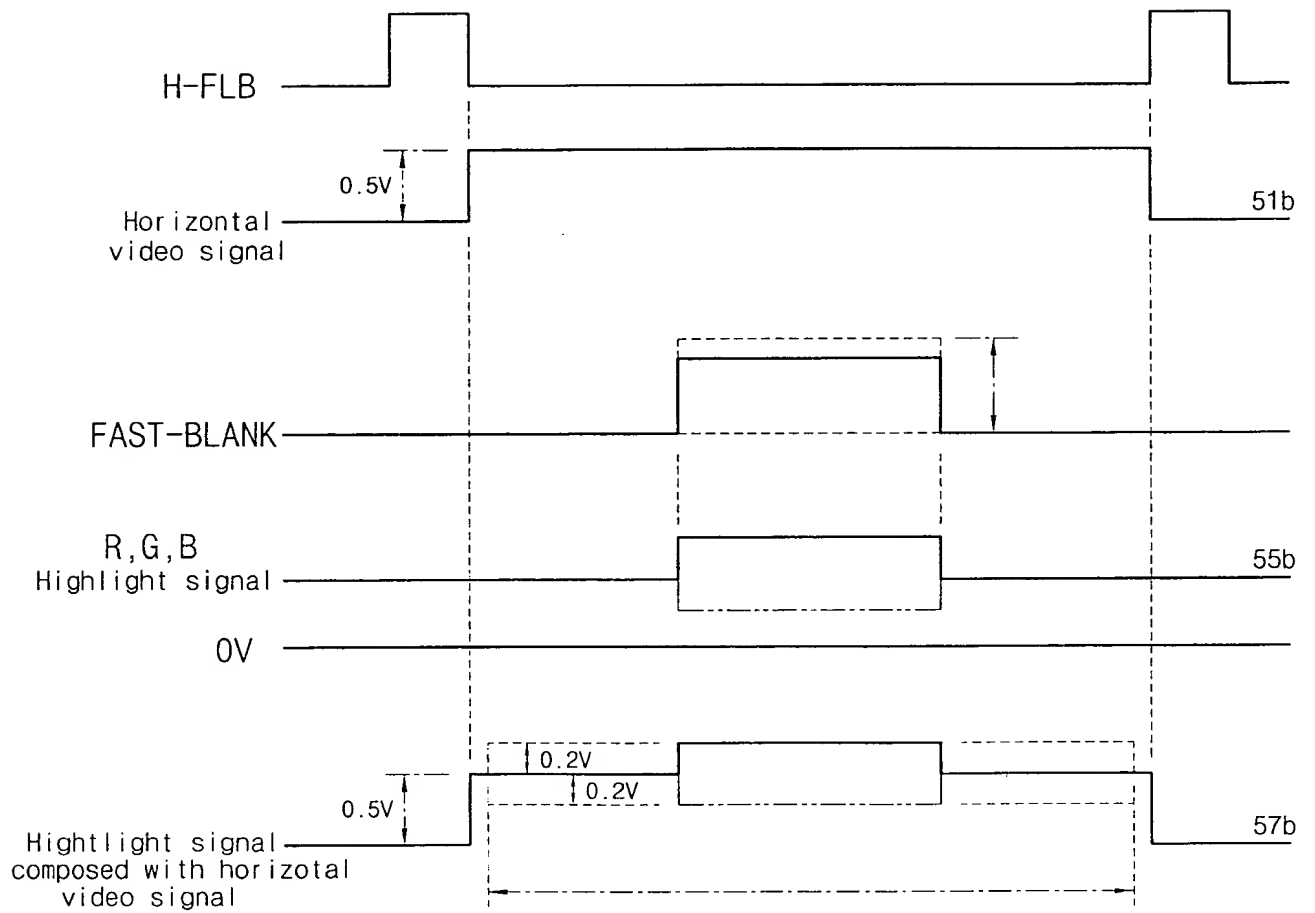 H-FLB
0.5V
Horizontal
video signal
51b
FAST-BLANK
R,G,B
Highlight signal
55b
0V
0.2V
0.2V
0.5V
Hightlight signal
composed with horizotal
video signal
57b